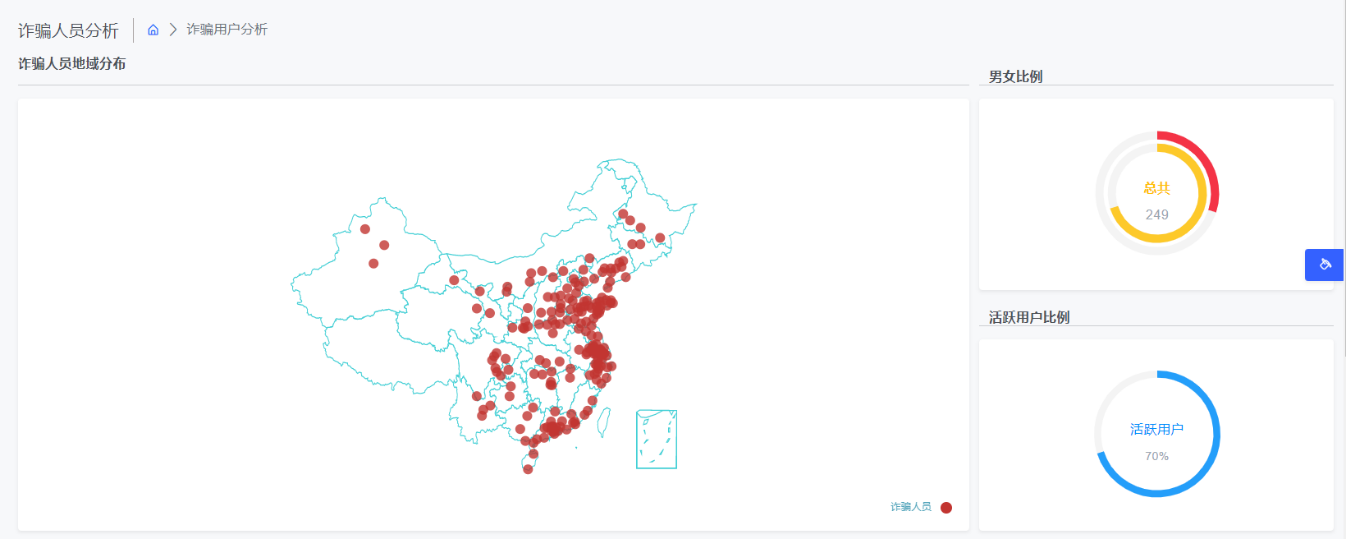 诈骗人员分析
诈骗用户分析
诈骗人员地域分布
男女比例
总共
249
活跃用户比例
活跃用户
70%
诈骗人员